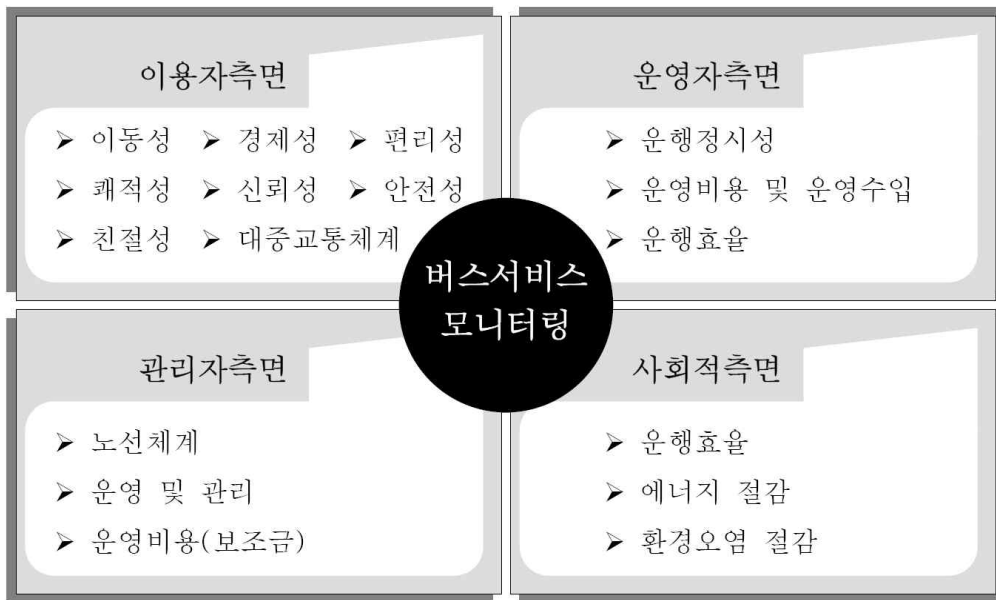 이용자측면
➢ 이동성 ➢ 경제성 ➢ 편리성
➢ 쾌적성 ➢ 신뢰성 ➢ 안전성
➢ 친절성 ➢ 대중교통체계
운영자측면
➢ 운행정시성
➢ 운영비용 및 운영수입
➢ 운행효율
버스서비스
모니터링
관리자측면
➢ 노선체계
➢ 운영 및 관리
➢ 운영비용(보조금)
사회적측면
➢ 운행효율
➢ 에너지 절감
➢ 환경오염 절감